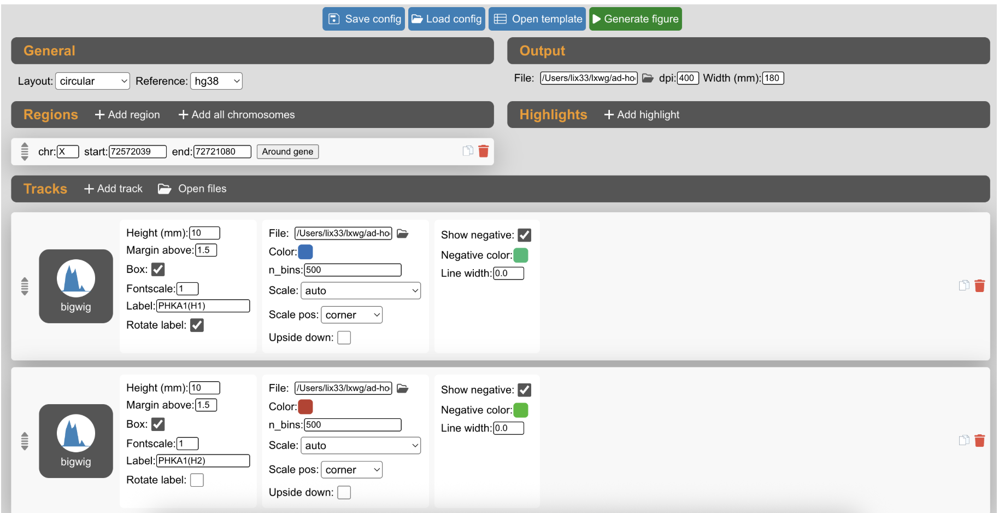 Save config Load config Open template Generate figure
General
Layout: circular Reference: hg38
Output
File: /Users/lix33/lxwg/ad-ho dpi: 400 Width (mm): 180
Regions + Add region + Add all chromosomes
Highlights + Add highlight
chr: X start: 72572039 end: 72721080 Around gene
Tracks + Add track Open files
bigwig
Height (mm): 10
Margin above: 1.5
Box:
Fontscale: 1
Label: PHKA1(H1)
Rotate label:
File: /Users/lix33/lxwg/ad-ho
Color:
n_bins: 500
Scale: auto
Scale pos: corner
Upside down:
Show negative:
Negative color:
Line width: 0.0
bigwig
Height (mm): 10
Margin above: 1.5
Box:
Fontscale: 1
Label: PHKA1(H2)
Rotate label:
File: /Users/lix33/lxwg/ad-ho
Color:
n_bins: 500
Scale: auto
Scale pos: corner
Upside down:
Show negative:
Negative color:
Line width: 0.0